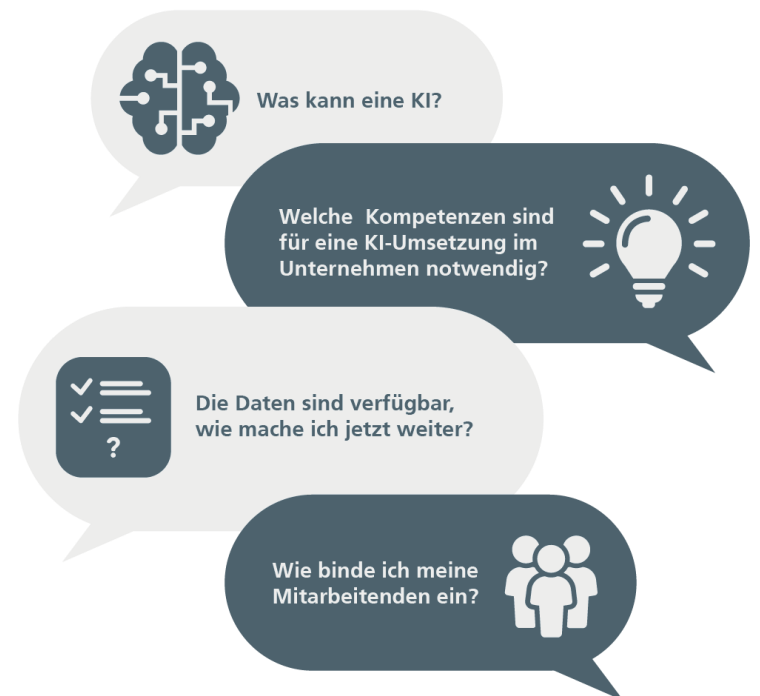 Was kann eine KI?
Welche Kompetenzen sind
für eine KI-Umsetzung im
Unternehmen notwendig?
Die Daten sind verfügbar,
wie mache ich jetzt weiter?
?
Wie binde ich meine
Mitarbeitenden ein?